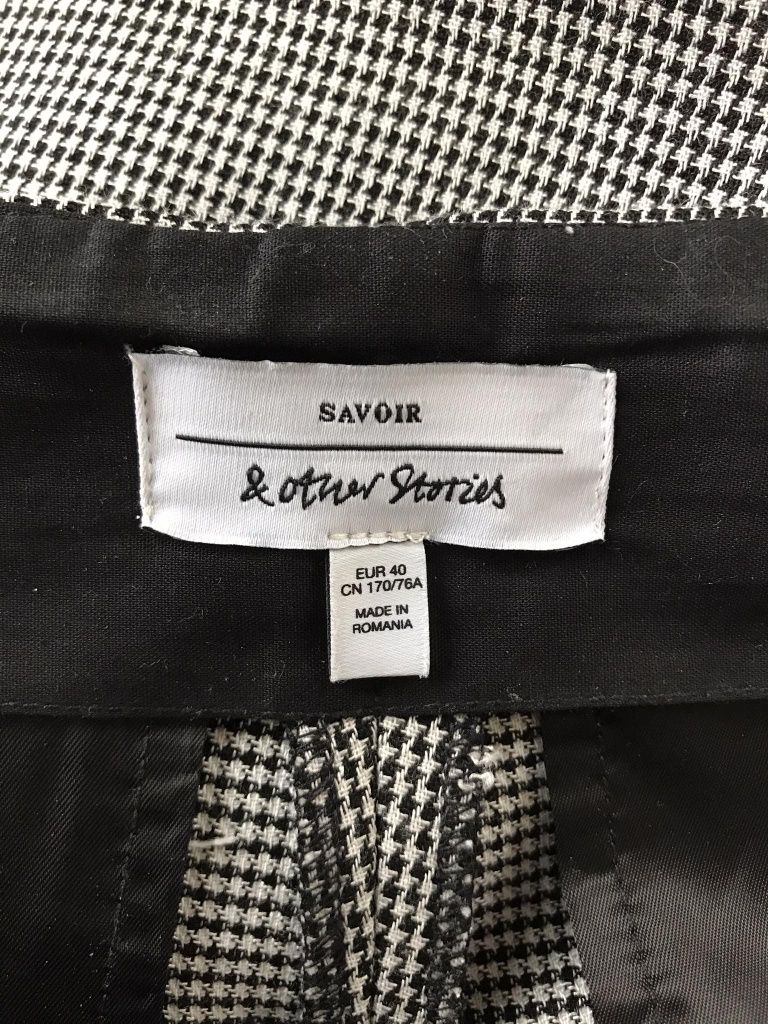 SAVOIR
& other Stories
EUR 40
CN 170/76A
MADE IN
ROMANIA